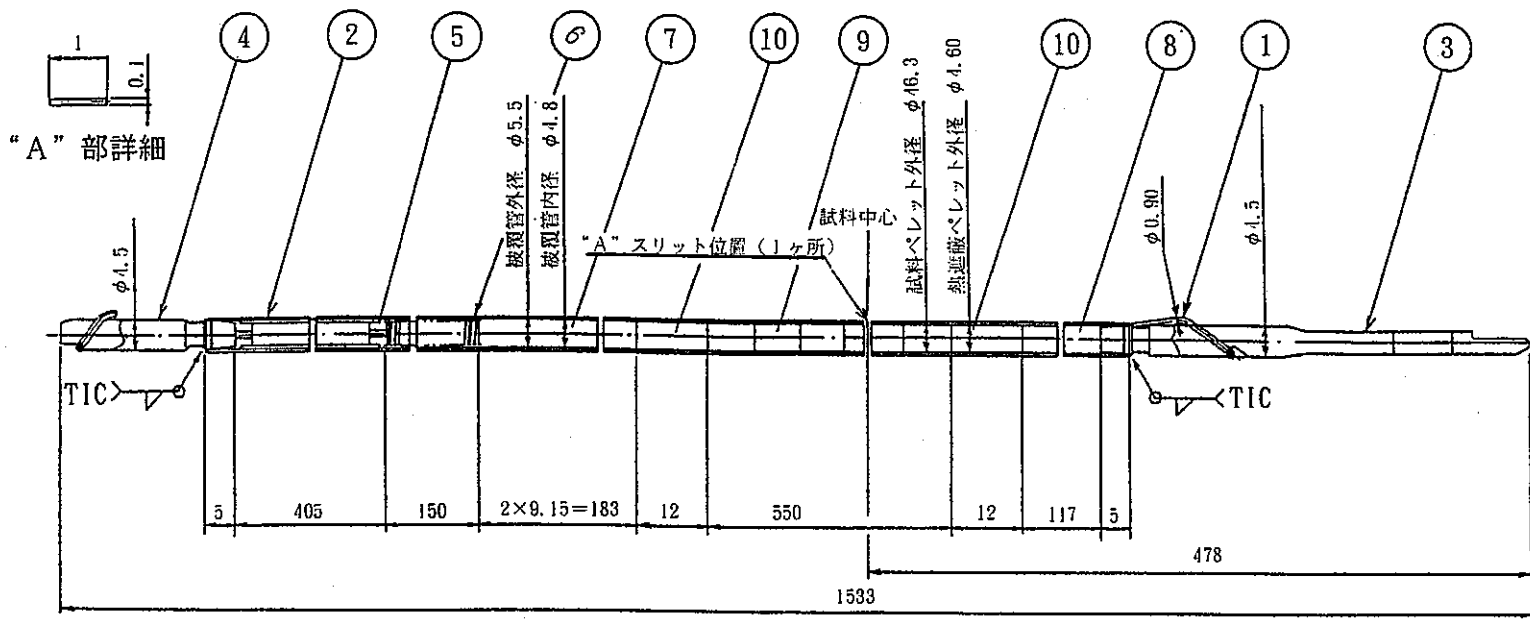 ④ ② ⑤ ⑥ ⑦ ⑩ ⑨ ⑩ ⑧ ① ③
1
0.1
“A” 部詳細
φ4.5
被覆管外径 φ5.5
被覆管内径 φ4.8
“A” スリット位置（1ヶ所）
試料中心
試料ペレット外径 φ46.3
熱遮蔽ペレット外径 φ4.60
φ0.90
φ4.5
TIC
TIC
5 405 150 2×9.15=183 12 550 12 117 5
478
1533